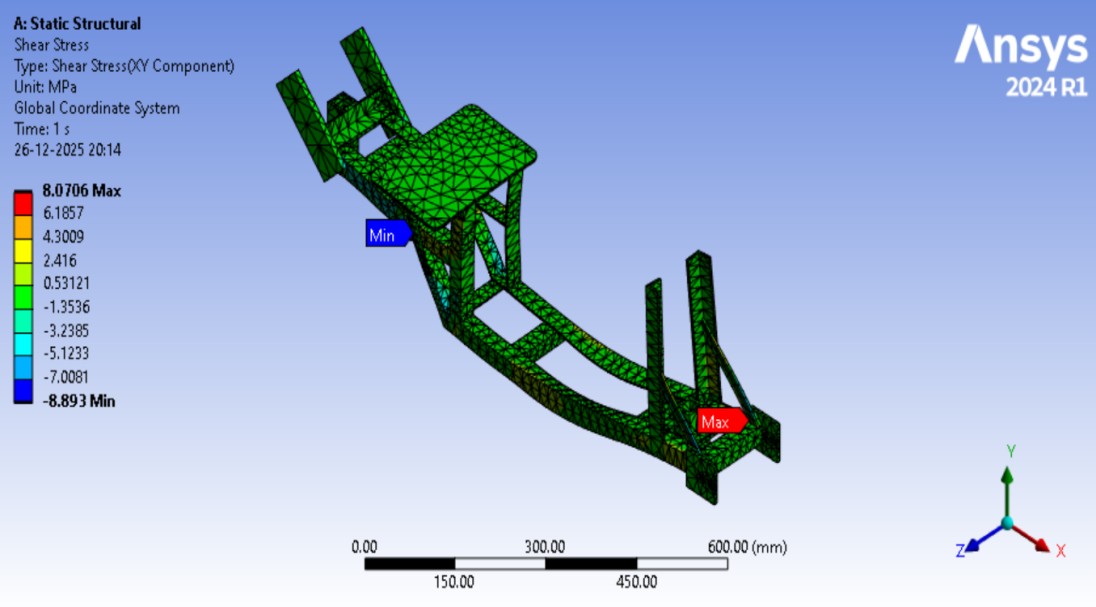 A: Static Structural
Shear Stress
Type: Shear Stress(XY Component)
Unit: MPa
Global Coordinate System
Time: 1 s
26-12-2025 20:14
8.0706 Max
6.1857
4.3009
2.416
0.53121
-1.3536
-3.2385
-5.1233
-7.0081
-8.893 Min
Ansys
2024 R1
Min
Max
0.00
300.00
600.00 (mm)
150.00
450.00
Y
Z
X